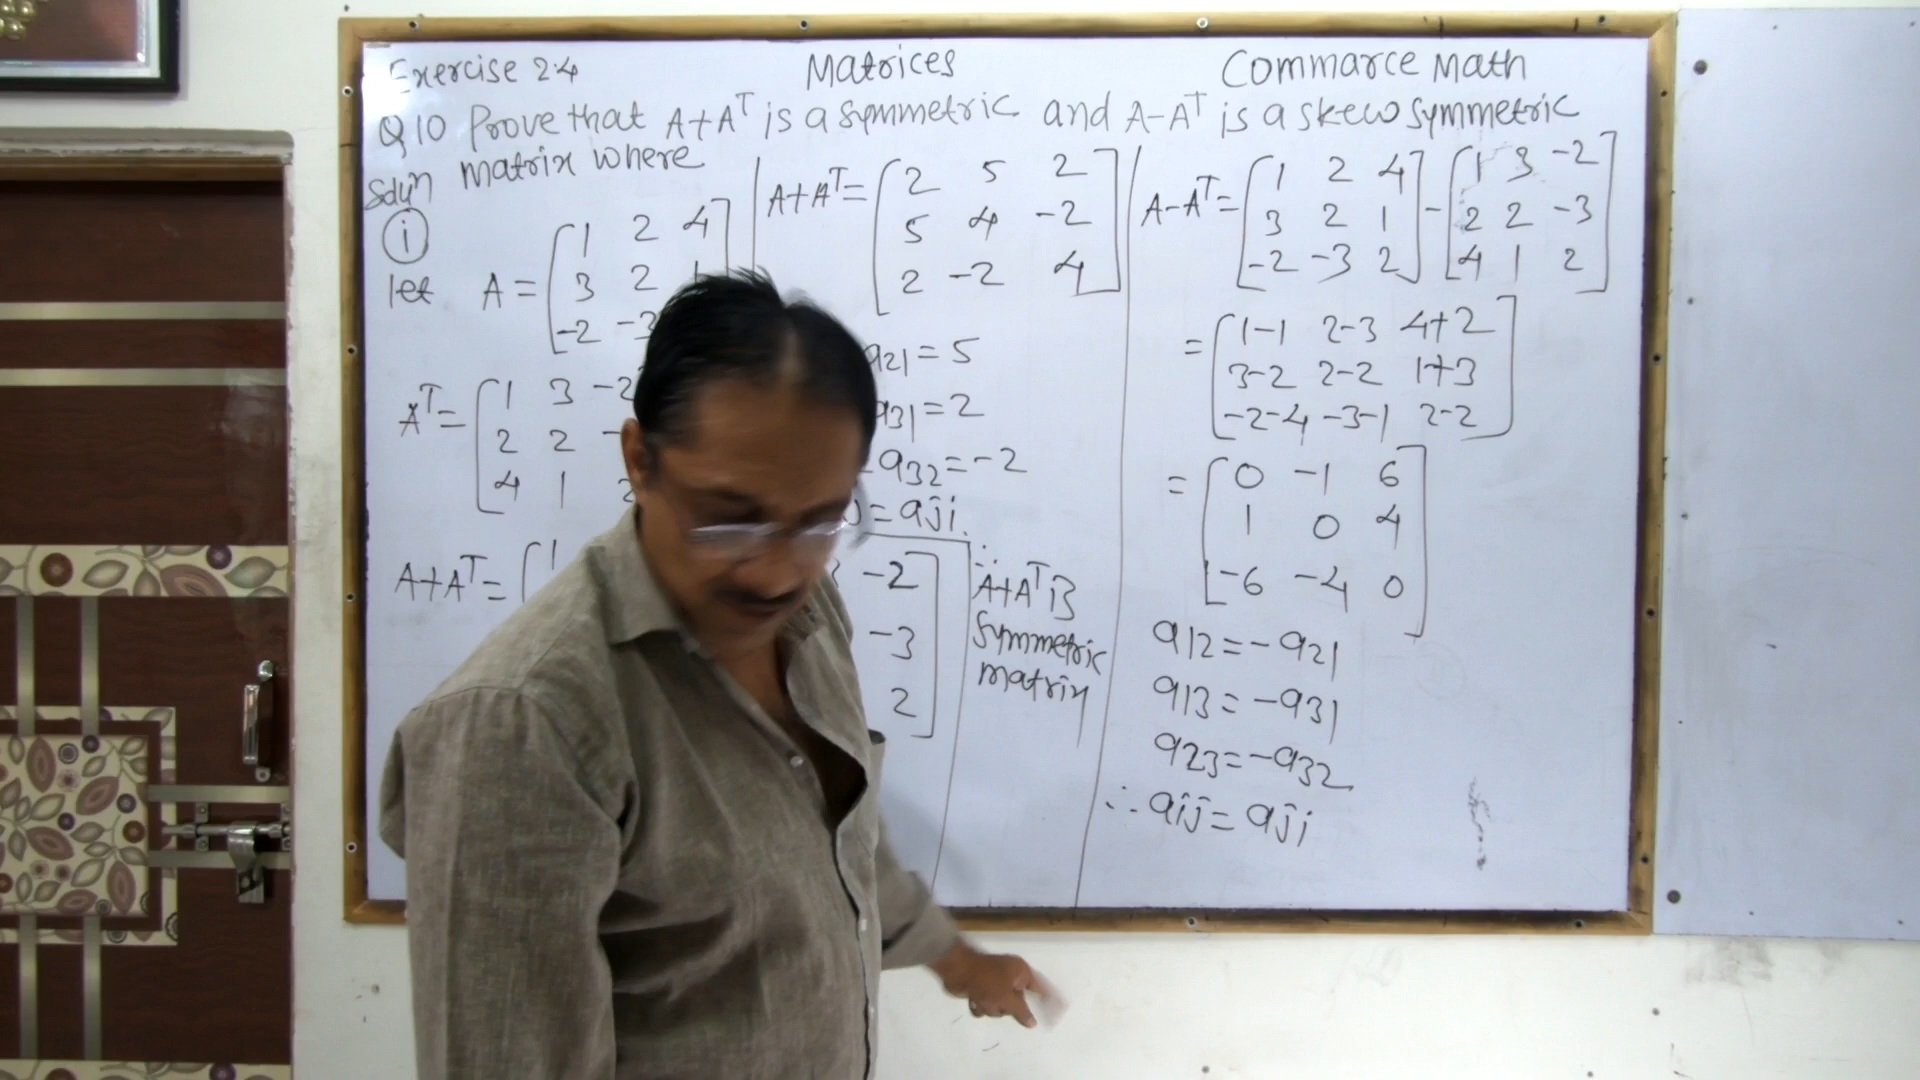 Exercise 2.4 Matrices Commarce Math
Q 10 Prove that A+Aᵀ is a symmetric and A-Aᵀ is a skew symmetric
matrix where
Solun
i
let A = [1 2 4
3 2
-2 -3
Aᵀ= [1 3 -2
2 2 -
4 1 2
A+Aᵀ= [1
-2
-3
2]
A+Aᵀ= [2 5 2
5 4 -2
2 -2 4]
a21 = 5
a31 = 2
a32 = -2
= aji
∴
A+Aᵀ is
Symmetric
matrix
A-Aᵀ= [1 2 4 3 2 1 -2 -3 2] - [1 3 -2 2 2 -3 4 1 2]
= [1-1 2-3 4+2
3-2 2-2 1+3
-2-4 -3-1 2-2]
= [0 -1 6
1 0 4
-6 -4 0]
a12 = -a21
a13 = -a31
a23 = -a32
∴ aij = aji